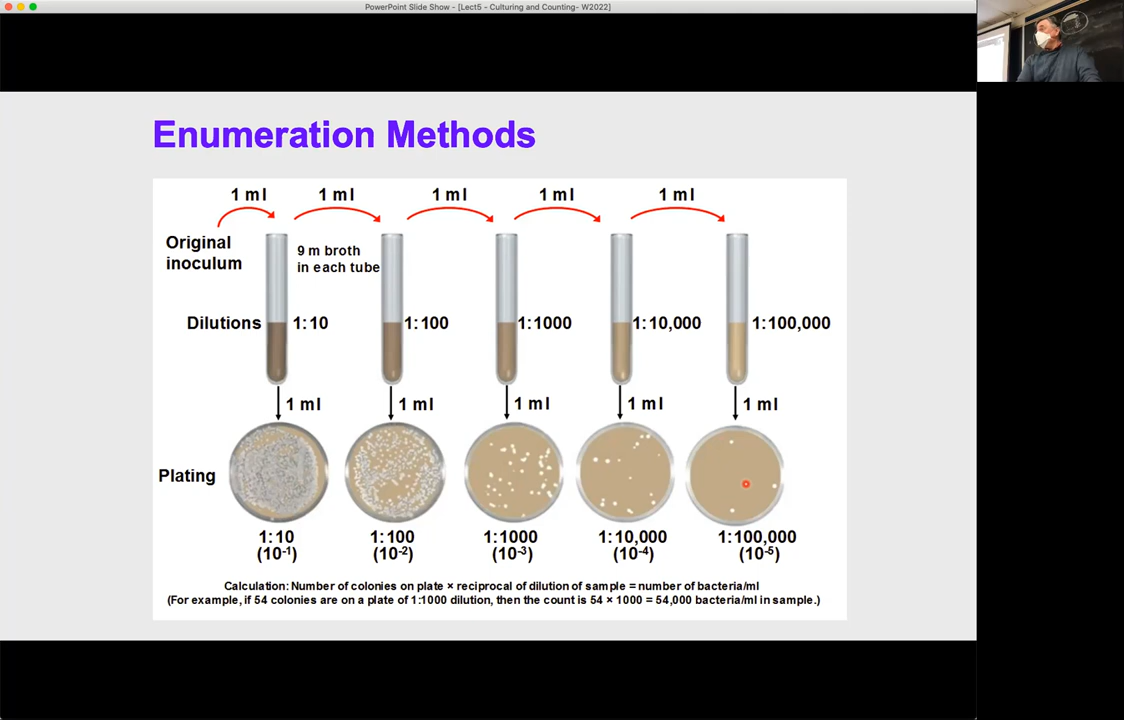 PowerPoint Slide Show - [Lect5 - Culturing and Counting- W2022]
Enumeration Methods
1 ml 1 ml 1 ml 1 ml 1 ml
Original
inoculum
9 m broth
in each tube
Dilutions 1:10 1:100 1:1000 1:10,000 1:100,000
1 ml 1 ml 1 ml 1 ml 1 ml
Plating
1:10 1:100 1:1000 1:10,000 1:100,000
(10⁻¹) (10⁻²) (10⁻³) (10⁻⁴) (10⁻⁵)
Calculation: Number of colonies on plate × reciprocal of dilution of sample = number of bacteria/ml
(For example, if 54 colonies are on a plate of 1:1000 dilution, then the count is 54 × 1000 = 54,000 bacteria/ml in sample.)